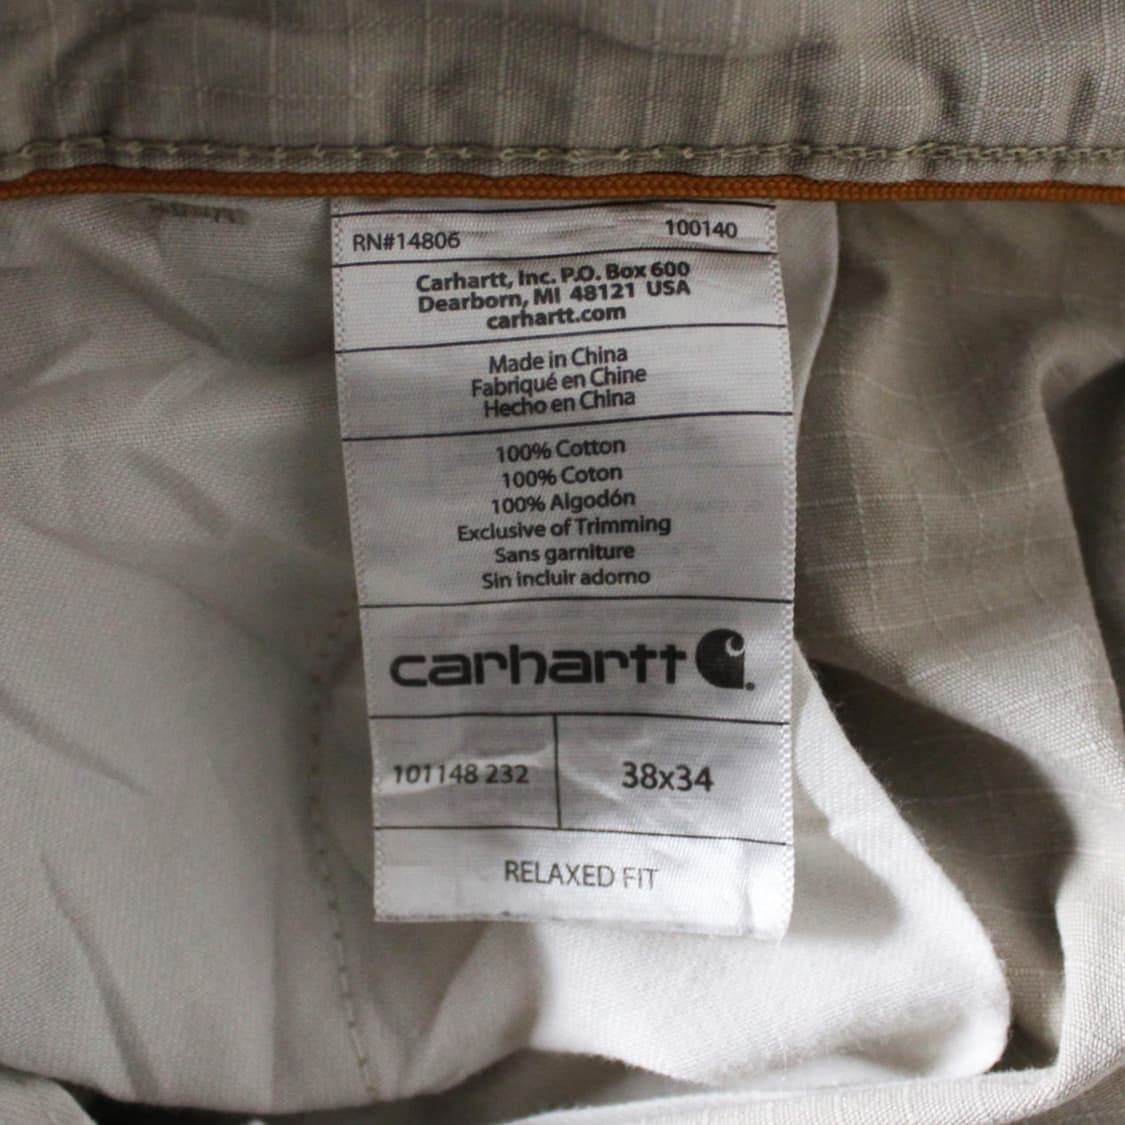 RN#14806 100140
Carhartt, Inc. P.O. Box 600
Dearborn, MI 48121 USA
carhartt.com
Made in China
Fabriqué en Chine
Hecho en China
100% Cotton
100% Coton
100% Algodón
Exclusive of Trimming
Sans garniture
Sin incluir adorno
carhartt
101148 232 38x34
RELAXED FIT